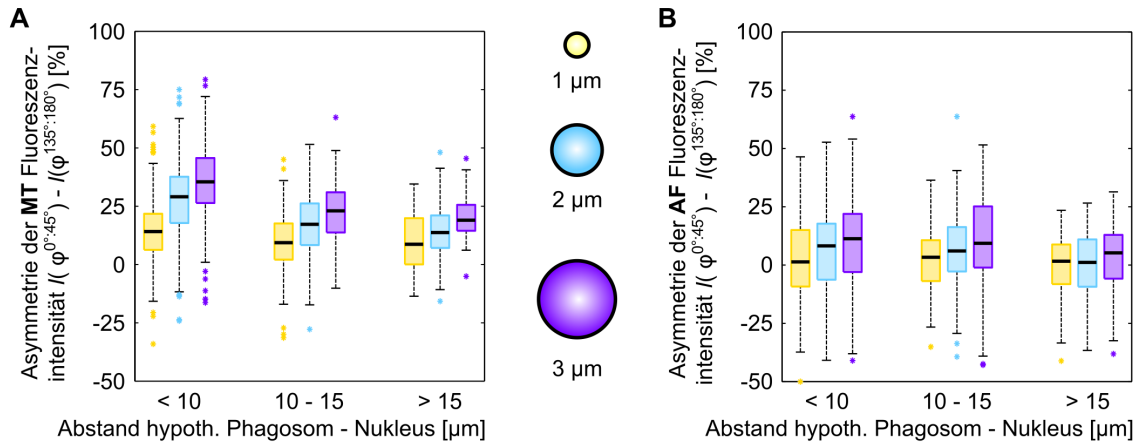 A
Asymmetrie der MT Fluoreszenz-
intensität I( φ0°:45°) - I(φ135°:180°) [%]
100
75
50
25
0
-25
-50
< 10
10 - 15
> 15
Abstand hypoth. Phagosom - Nukleus [µm]
1 µm
2 µm
3 µm
B
Asymmetrie der AF Fluoreszenz-
intensität I( φ0°:45°) - I(φ135°:180°) [%]
100
75
50
25
0
-25
-50
< 10
10 - 15
> 15
Abstand hypoth. Phagosom - Nukleus [µm]